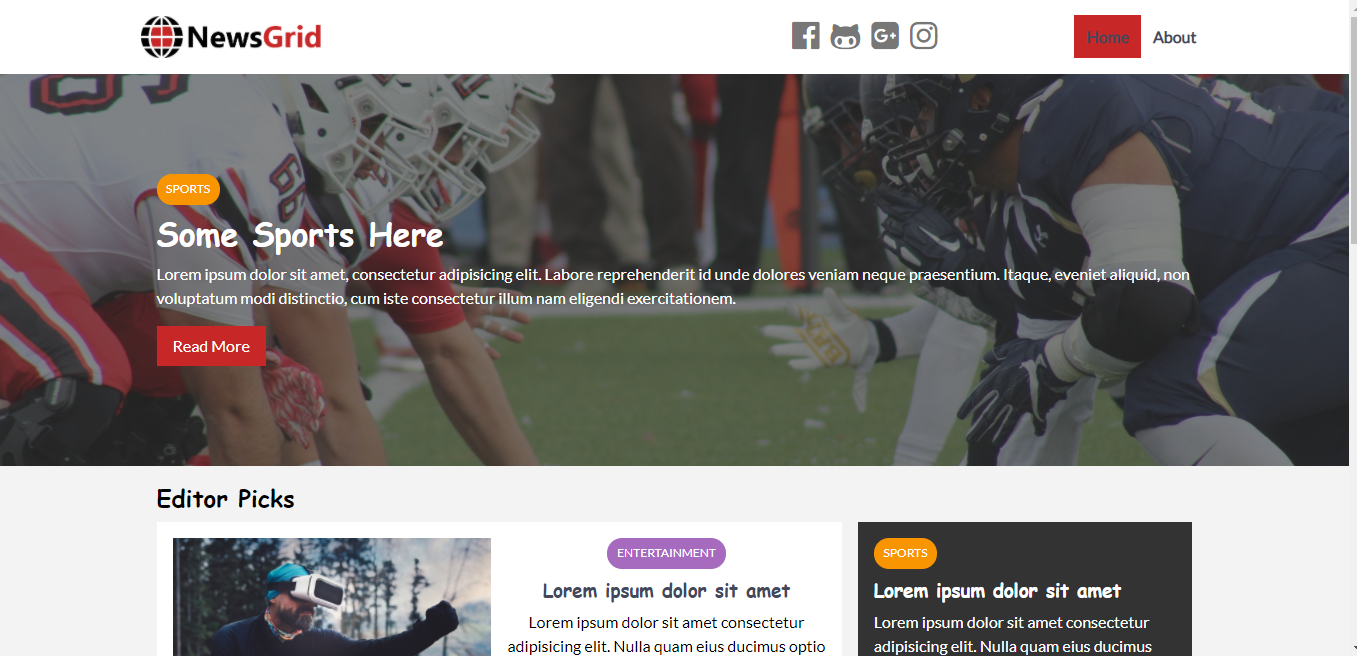 NewsGrid
Home
About
SPORTS
Some Sports Here
Lorem ipsum dolor sit amet, consectetur adipisicing elit. Labore reprehenderit id unde dolores veniam neque praesentium. Itaque, eveniet aliquid, non
voluptatum modi distinctio, cum iste consectetur illum nam eligendi exercitationem.
Read More
Editor Picks
ENTERTAINMENT
Lorem ipsum dolor sit amet
Lorem ipsum dolor sit amet consectetur
adipisicing elit. Nulla quam eius ducimus optio
SPORTS
Lorem ipsum dolor sit amet
Lorem ipsum dolor sit amet consectetur
adipisicing elit. Nulla quam eius ducimus